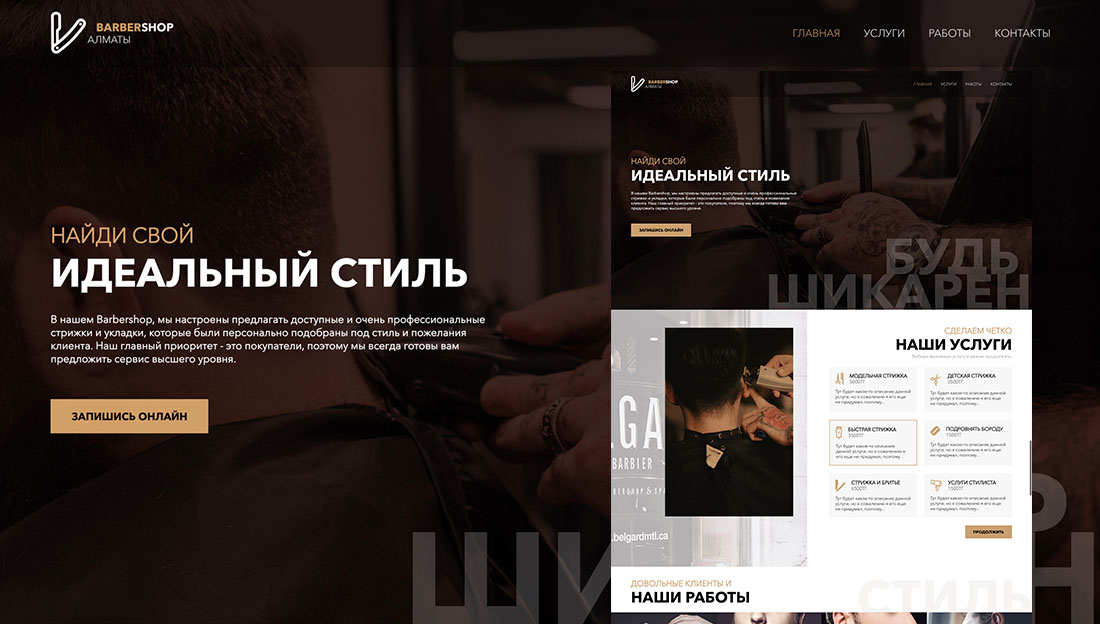 BARBERSHOP
АЛМАТЫ
ГЛАВНАЯ УСЛУГИ РАБОТЫ КОНТАКТЫ
НАЙДИ СВОЙ
ИДЕАЛЬНЫЙ СТИЛЬ
В нашем Barbershop, мы настроены предлагать доступные и очень профессиональные
стрижки и укладки, которые были персонально подобраны под стиль и пожелания
клиента. Наш главный приоритет - это покупатели, поэтому мы всегда готовы вам
предложить сервис высшего уровня.
ЗАПИШИСЬ ОНЛАЙН
BARBERSHOP
АЛМАТЫ
ГЛАВНАЯ УСЛУГИ РАБОТЫ КОНТАКТЫ
НАЙДИ СВОЙ
ИДЕАЛЬНЫЙ СТИЛЬ
В нашем Barbershop, мы настроены предлагать доступные и очень профессиональные
стрижки и укладки, которые были персонально подобраны под стиль и пожелания
клиента. Наш главный приоритет - это покупатели, поэтому мы всегда готовы вам
предложить сервис высшего уровня.
ЗАПИШИСЬ ОНЛАЙН
БУДЬ
ШИКАРЕН
LGA
BARBIER
.belgardmtl.ca
СДЕЛАЕМ ЧЕТКО
НАШИ УСЛУГИ
Выбери желаемую услугу и нажми продолжить
МОДЕЛЬНАЯ СТРИЖКА
5000ТГ
Тут будет какое-то описание данной
услуги, но к сожалению я его еще
не придумал, поэтому...
ДЕТСКАЯ СТРИЖКА
3500ТГ
Тут будет какое-то описание данной
услуги, но к сожалению я его еще
не придумал, поэтому...
БЫСТРАЯ СТРИЖКА
3500ТГ
Тут будет какое-то описание
данной услуги, но к сожалению я
его еще не придумал, поэтому...
ПОДРОВНЯТЬ БОРОДУ
1500ТГ
Тут будет какое-то описание данной
услуги, но к сожалению я его еще
не придумал, поэтому...
СТРИЖКА И БРИТЬЕ
6500ТГ
Тут будет какое-то описание данной
услуги, но к сожалению я его еще
не придумал, поэтому...
УСЛУГИ СТИЛИСТА
1500ТГ
Тут будет какое-то описание данной
услуги, но к сожалению я его еще
не придумал, поэтому...
ПРОДОЛЖИТЬ
ДОВОЛЬНЫЕ КЛИЕНТЫ И
НАШИ РАБОТЫ
СТИЛЬН